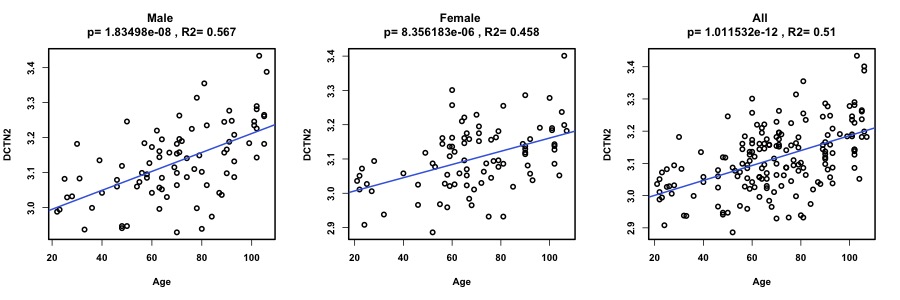 Male
p= 1.83498e-08 , R2= 0.567
DCTN2
3.4
3.3
3.2
3.1
3.0
20 40 60 80 100
Age
Female
p= 8.356183e-06 , R2= 0.458
DCTN2
3.4
3.3
3.2
3.1
3.0
2.9
20 40 60 80 100
Age
All
p= 1.011532e-12 , R2= 0.51
DCTN2
3.4
3.3
3.2
3.1
3.0
2.9
20 40 60 80 100
Age